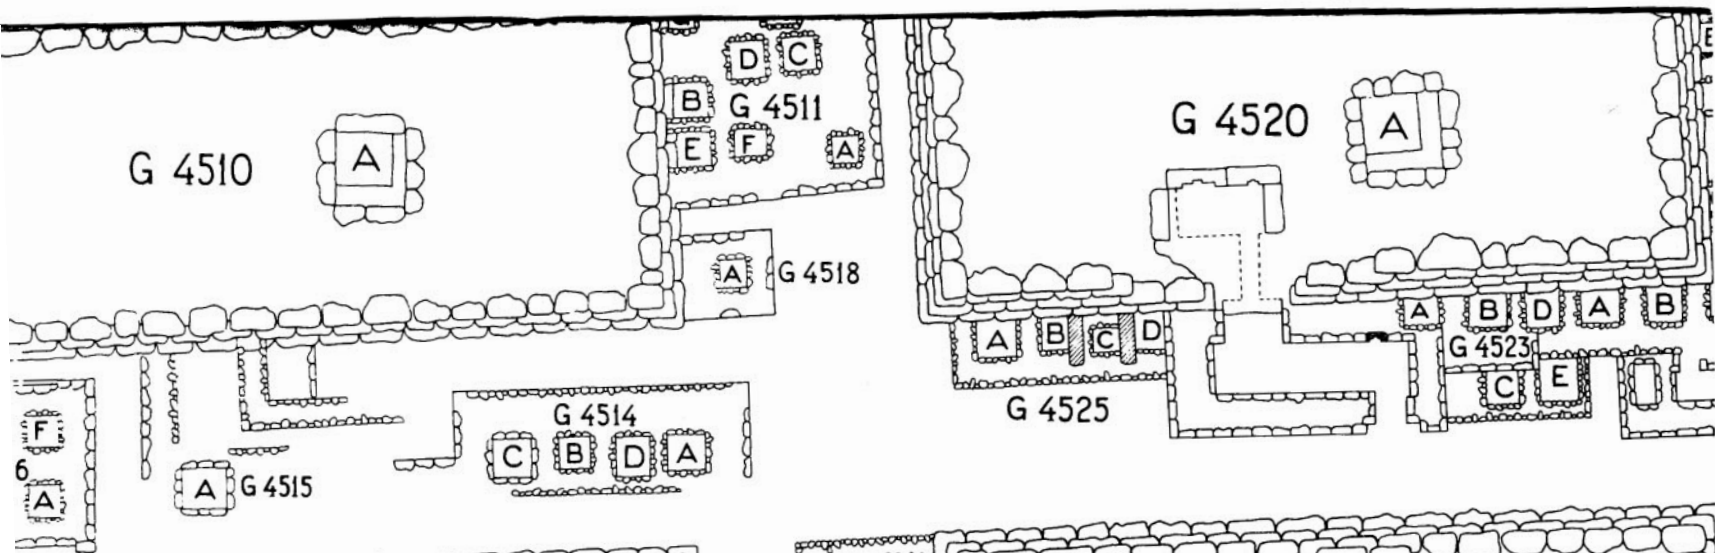 D C
B G 4511
E F A
G 4510 A
G 4520 A
A G 4518
A B C D
G 4525
A B D A B
G 4523
C E
F
6
A
A G 4515
G 4514
C B D A